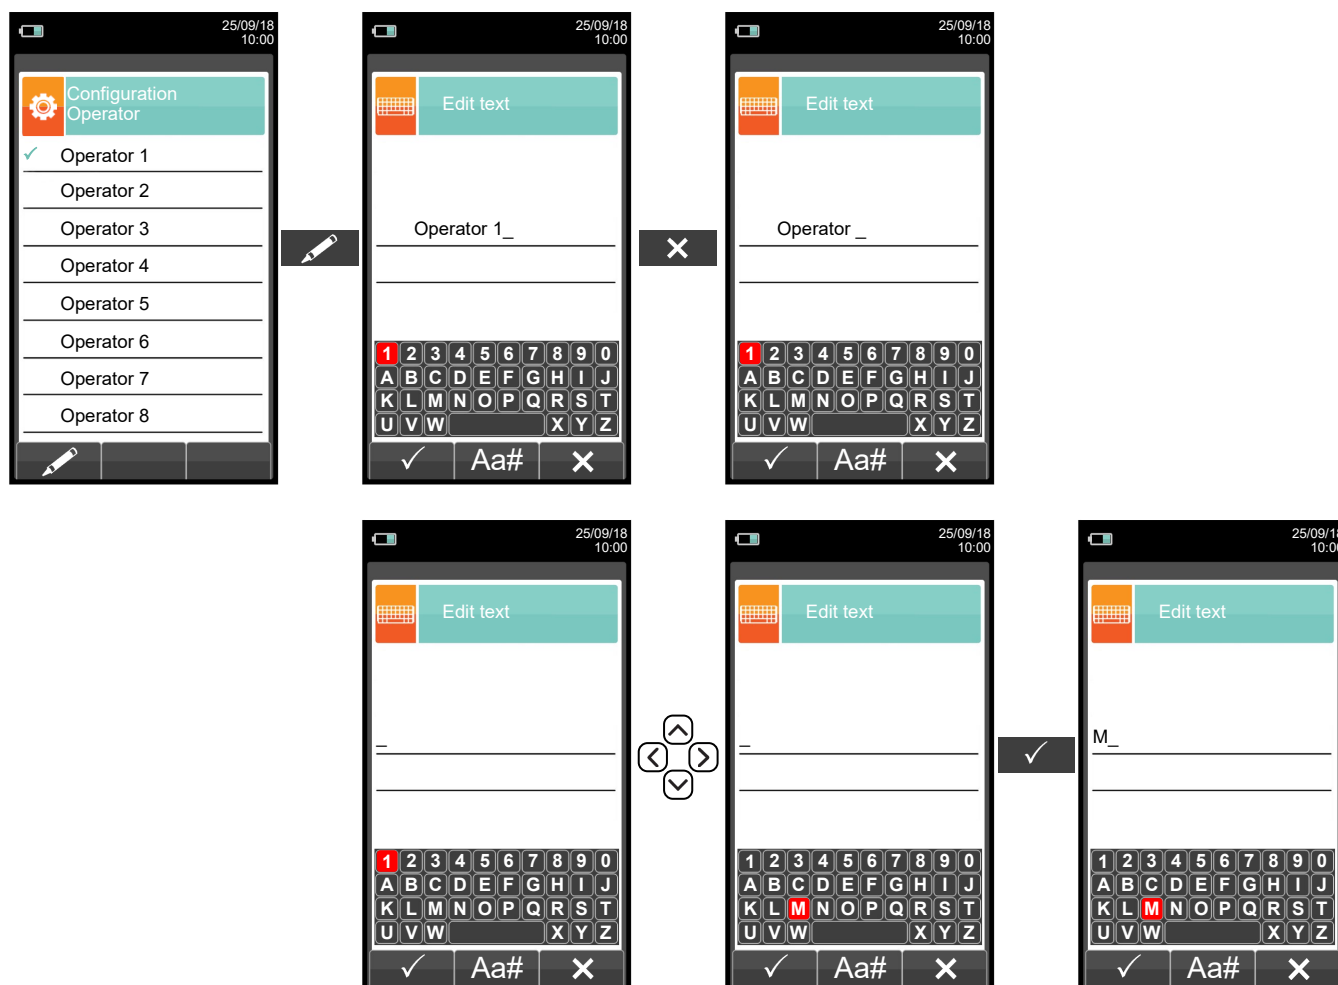 25/09/18
10:00
Configuration
Operator
✓ Operator 1
Operator 2
Operator 3
Operator 4
Operator 5
Operator 6
Operator 7
Operator 8
25/09/18
10:00
Edit text
Operator 1_
1 2 3 4 5 6 7 8 9 0
A B C D E F G H I J
K L M N O P Q R S T
U V W X Y Z
✓ Aa# ×
×
25/09/18
10:00
Edit text
Operator _
1 2 3 4 5 6 7 8 9 0
A B C D E F G H I J
K L M N O P Q R S T
U V W X Y Z
✓ Aa# ×
25/09/18
10:00
Edit text
_
1 2 3 4 5 6 7 8 9 0
A B C D E F G H I J
K L M N O P Q R S T
U V W X Y Z
✓ Aa# ×
25/09/18
10:00
Edit text
_
1 2 3 4 5 6 7 8 9 0
A B C D E F G H I J
K L M N O P Q R S T
U V W X Y Z
✓ Aa# ×
✓
25/09/18
10:00
Edit text
M_
1 2 3 4 5 6 7 8 9 0
A B C D E F G H I J
K L M N O P Q R S T
U V W X Y Z
✓ Aa# ×